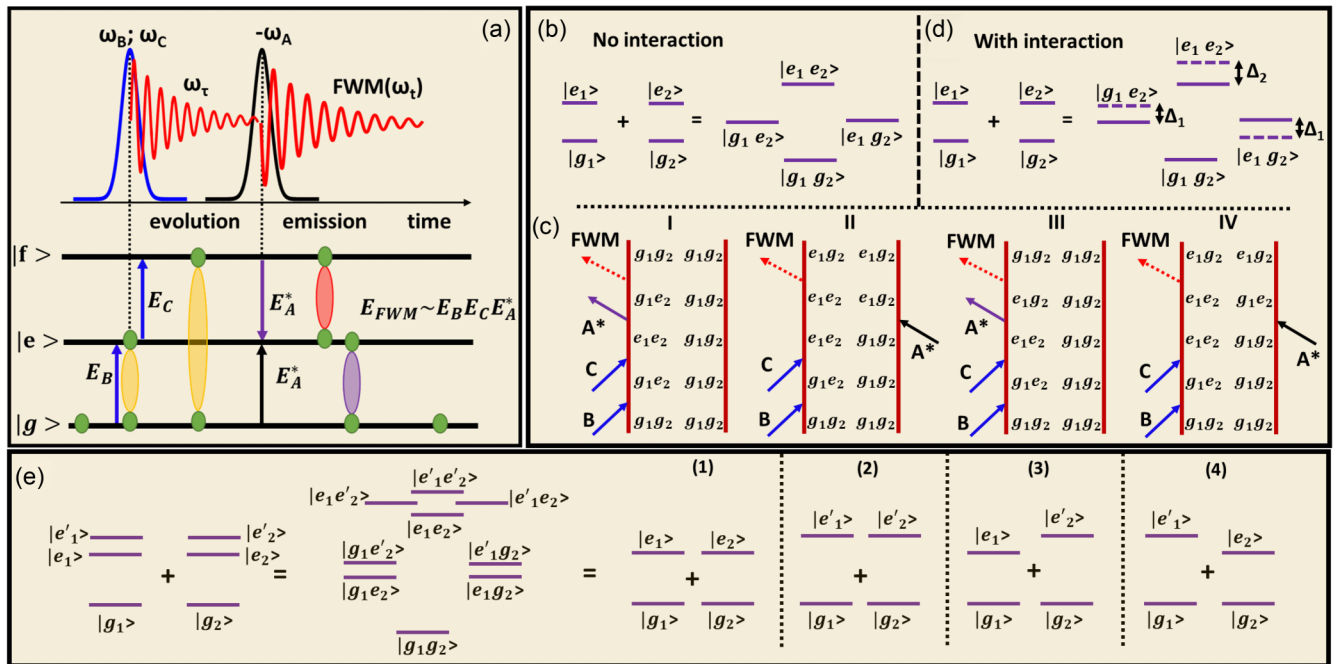 (a)
ω_B; ω_C
-ω_A
ω_τ
FWM(ω_t)
evolution
emission
time
|f >
E_C
E_A^*
E_FWM~E_BE_CE_A^*
|e >
E_B
E_A^*
|g >
(b)
No interaction
|e_1>
|e_2>
+
=
|g_1>
|g_2>
|e_1 e_2>
|g_1 e_2>
|e_1 g_2>
|g_1 g_2>
(d)
With interaction
|e_1>
|e_2>
+
=
|g_1>
|g_2>
|e_1 e_2>
Δ_2
|g_1 e_2>
Δ_1
Δ_1
|e_1 g_2>
|g_1 g_2>
(c)
I
FWM
g_1g_2 g_1g_2
g_1e_2 g_1g_2
A*
e_1e_2 g_1g_2
C
g_1e_2 g_1g_2
B
g_1g_2 g_1g_2
II
FWM
e_1g_2 e_1g_2
e_1e_2 e_1g_2
e_1e_2 g_1g_2
A*
C
g_1e_2 g_1g_2
B
g_1g_2 g_1g_2
III
FWM
g_1g_2 g_1g_2
e_1g_2 g_1g_2
A*
e_1e_2 g_1g_2
C
g_1e_2 g_1g_2
B
g_1g_2 g_1g_2
IV
FWM
e_1g_2 g_1e_2
e_1e_2 g_1e_2
e_1e_2 g_1g_2
A*
C
g_1e_2 g_1g_2
B
g_1g_2 g_1g_2
(e)
|e'_1>
|e_1>
|g_1>
+
|e'_2>
|e_2>
|g_2>
=
|e'_1e'_2>
|e_1e'_2>
|e'_1e_2>
|e_1e_2>
|g_1e'_2>
|e'_1g_2>
|g_1e_2>
|e_1g_2>
|g_1g_2>
=
(1)
|e_1>
|e_2>
+
|g_1>
|g_2>
(2)
|e'_1>
|e'_2>
+
|g_1>
|g_2>
(3)
|e_1>
|e'_2>
+
|g_1>
|g_2>
(4)
|e'_1>
|e_2>
+
|g_1>
|g_2>